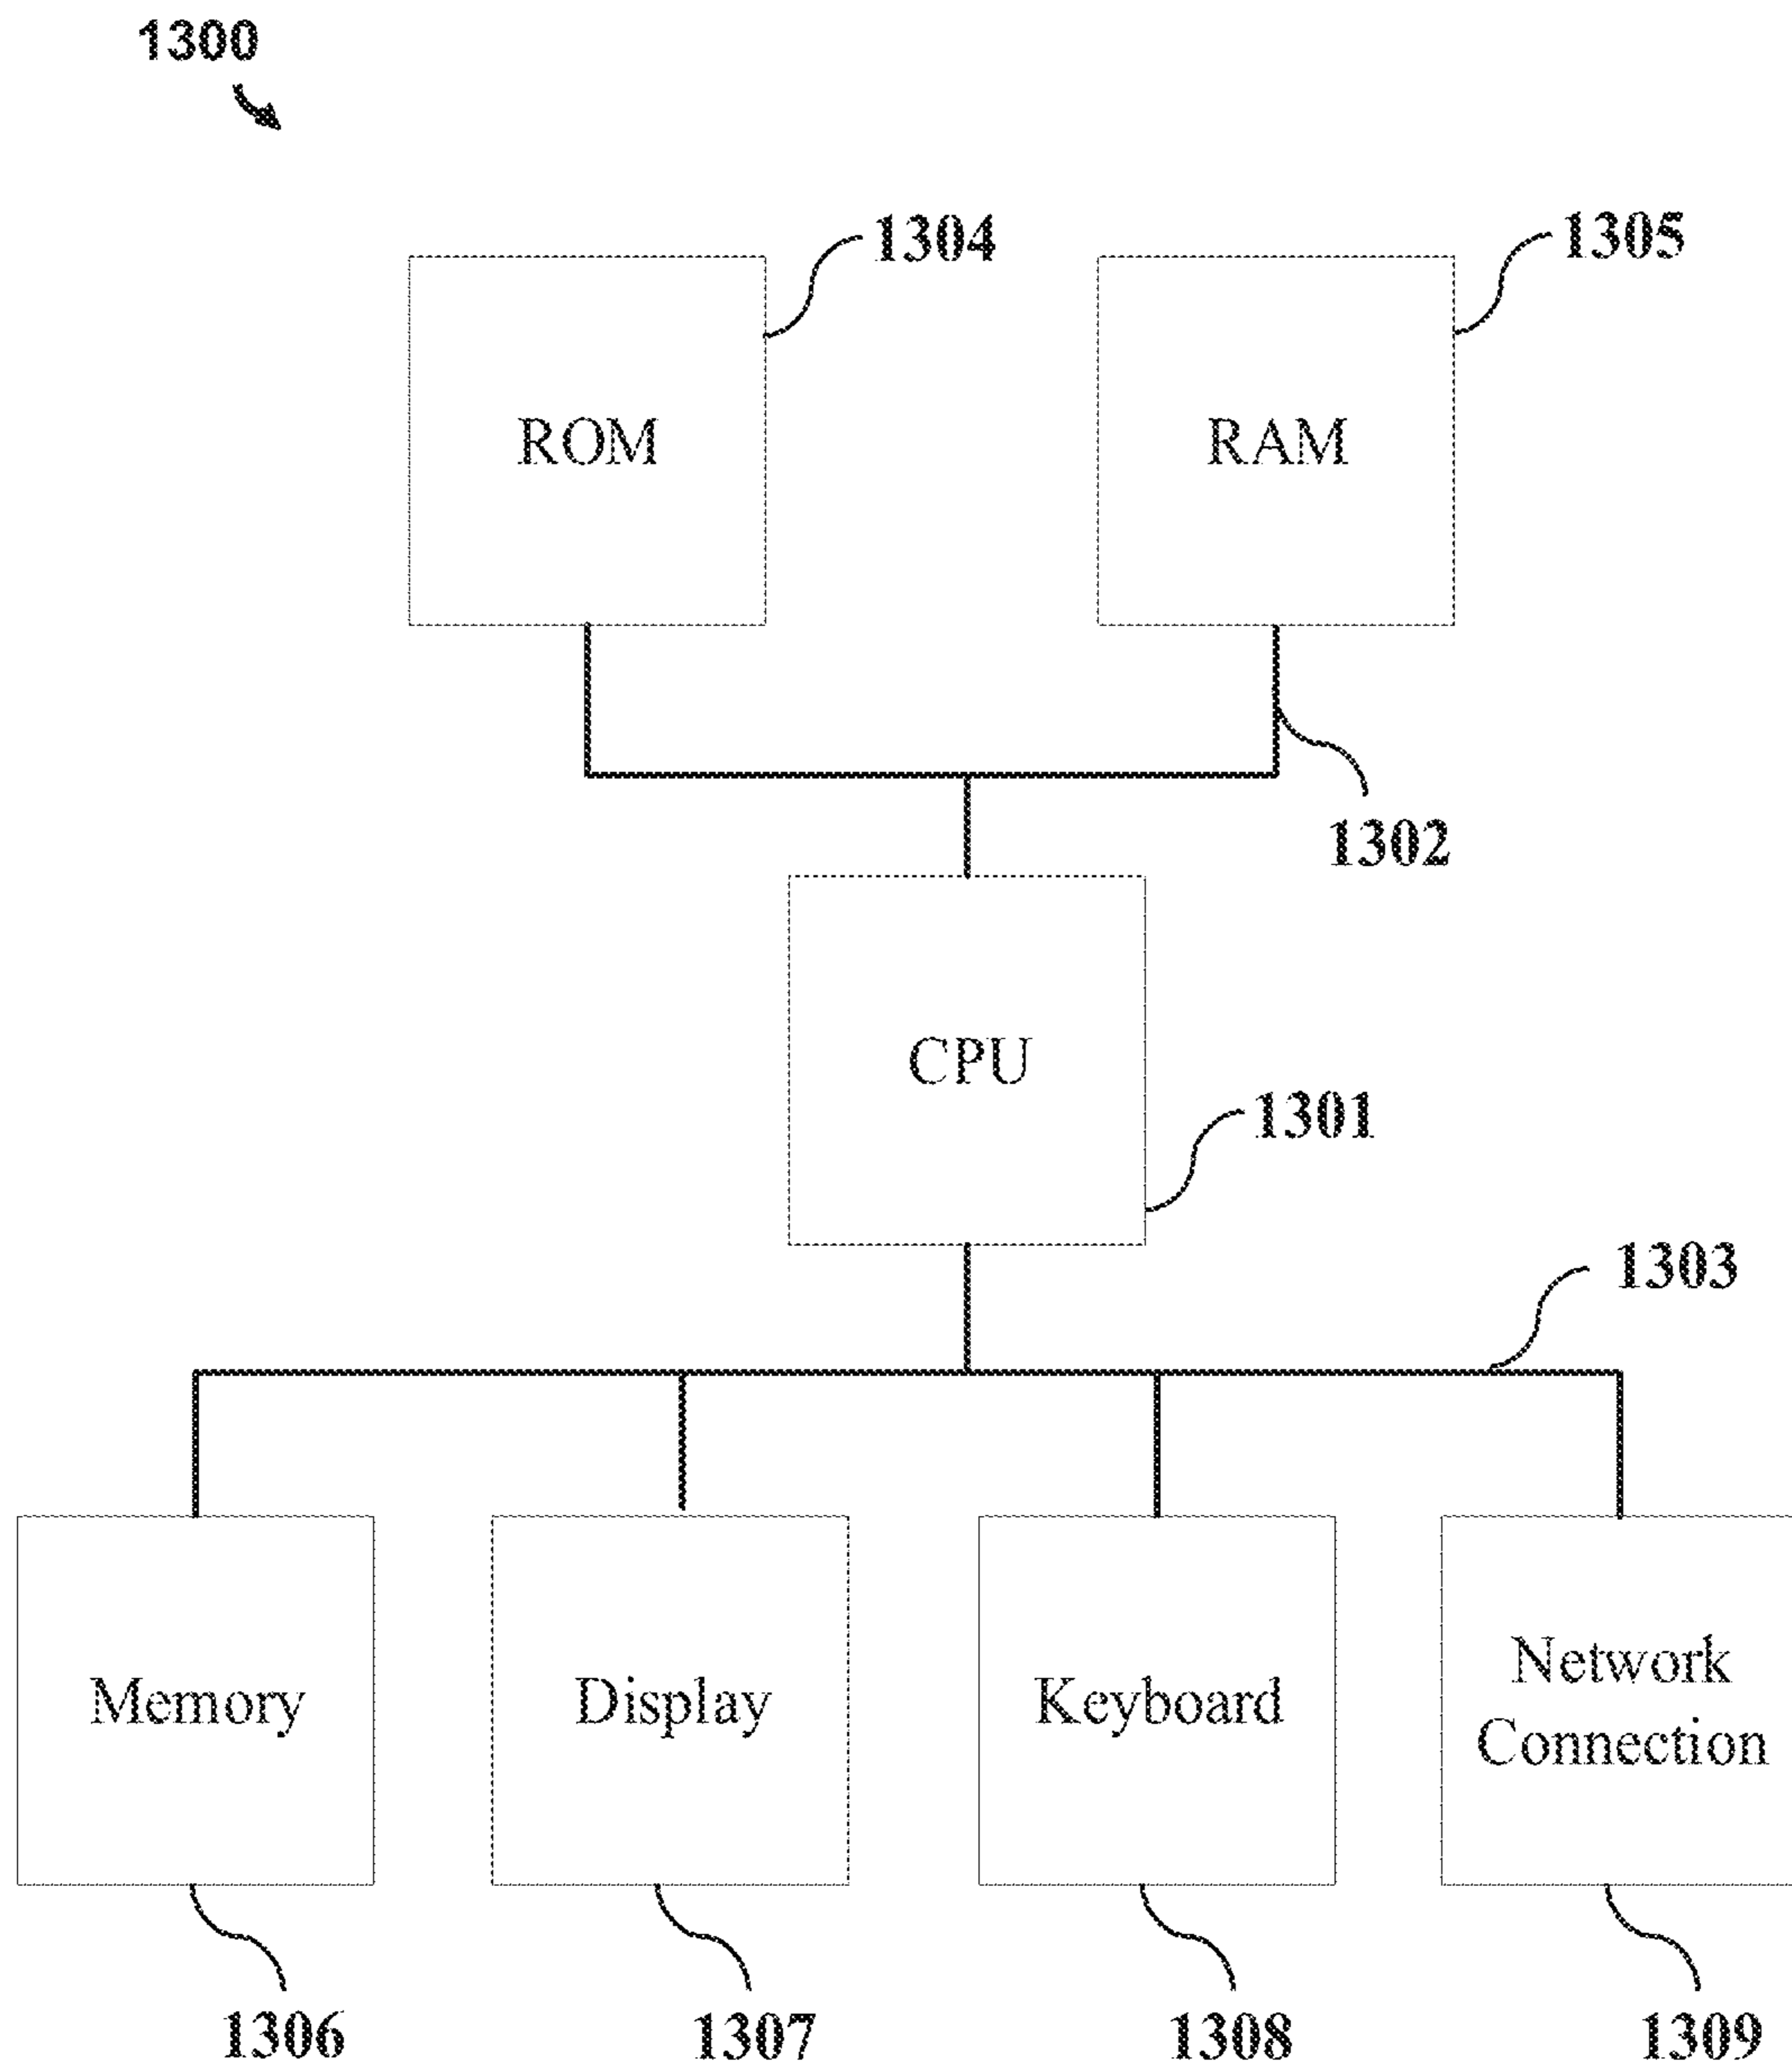 1300
1304
1305
ROM
RAM
1302
CPU
1301
1303
Memory
Display
Keyboard
Network
Connection
1306
1307
1308
1309